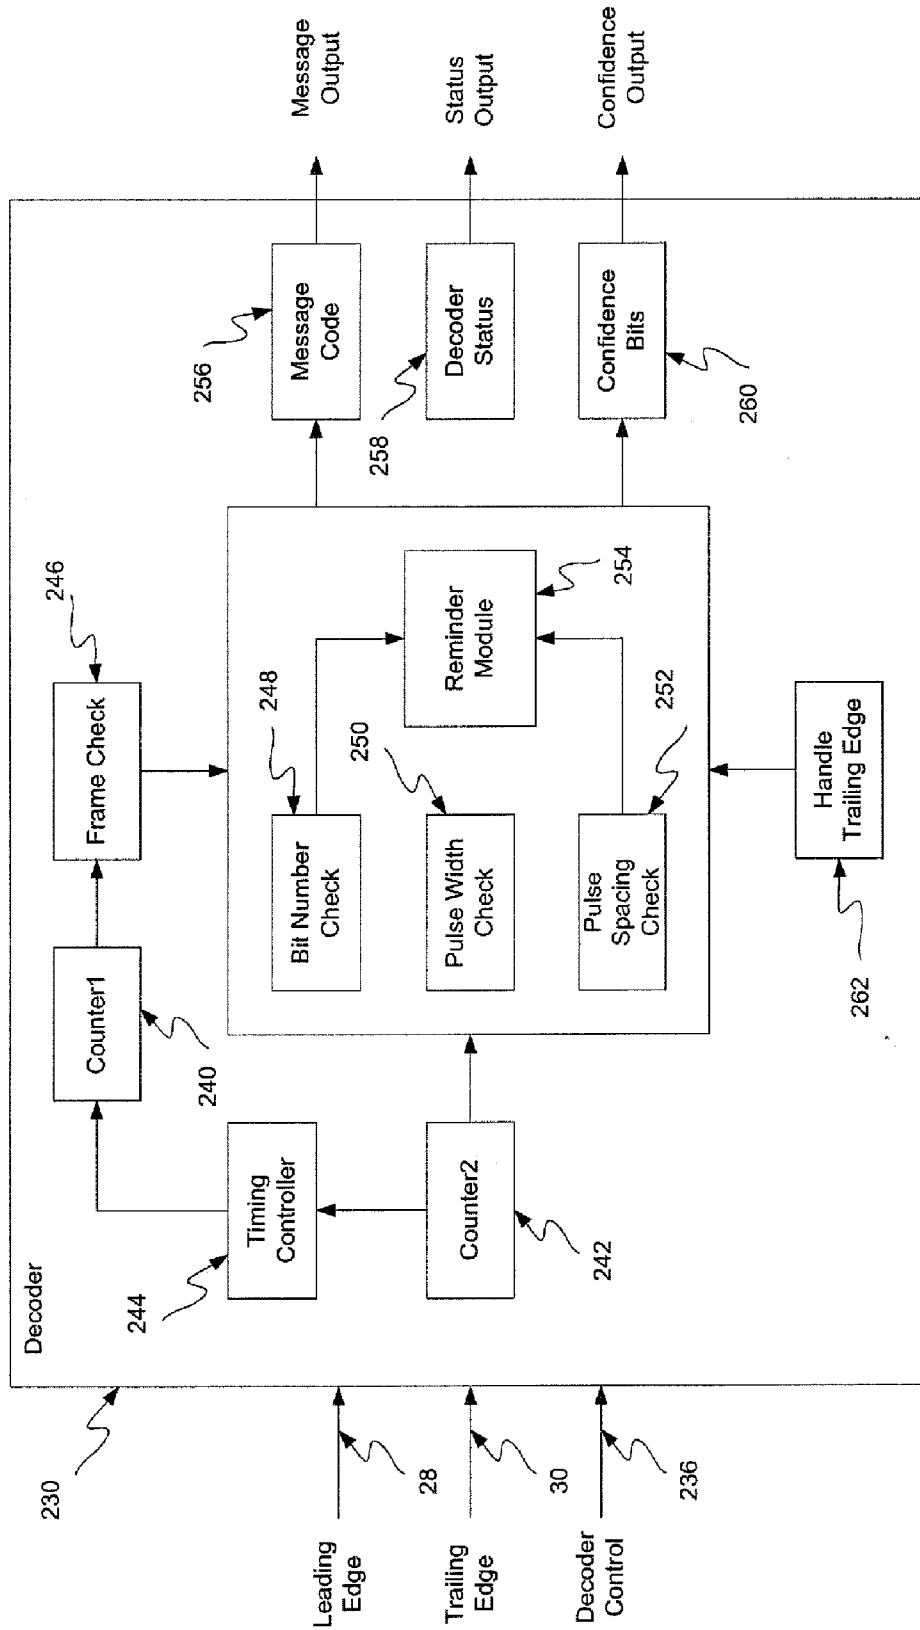 Decoder
230
Leading
Edge
28
Trailing
Edge
30
Decoder
Control
236
244
Timing
Controller
Counter2
242
Counter1
240
Frame Check
246
Bit Number
Check
248
Pulse Width
Check
250
Pulse
Spacing
Check
252
Reminder
Module
254
Handle
Trailing Edge
262
256
Message
Code
258
Decoder
Status
Confidence
Bits
260
Message
Output
Status
Output
Confidence
Output